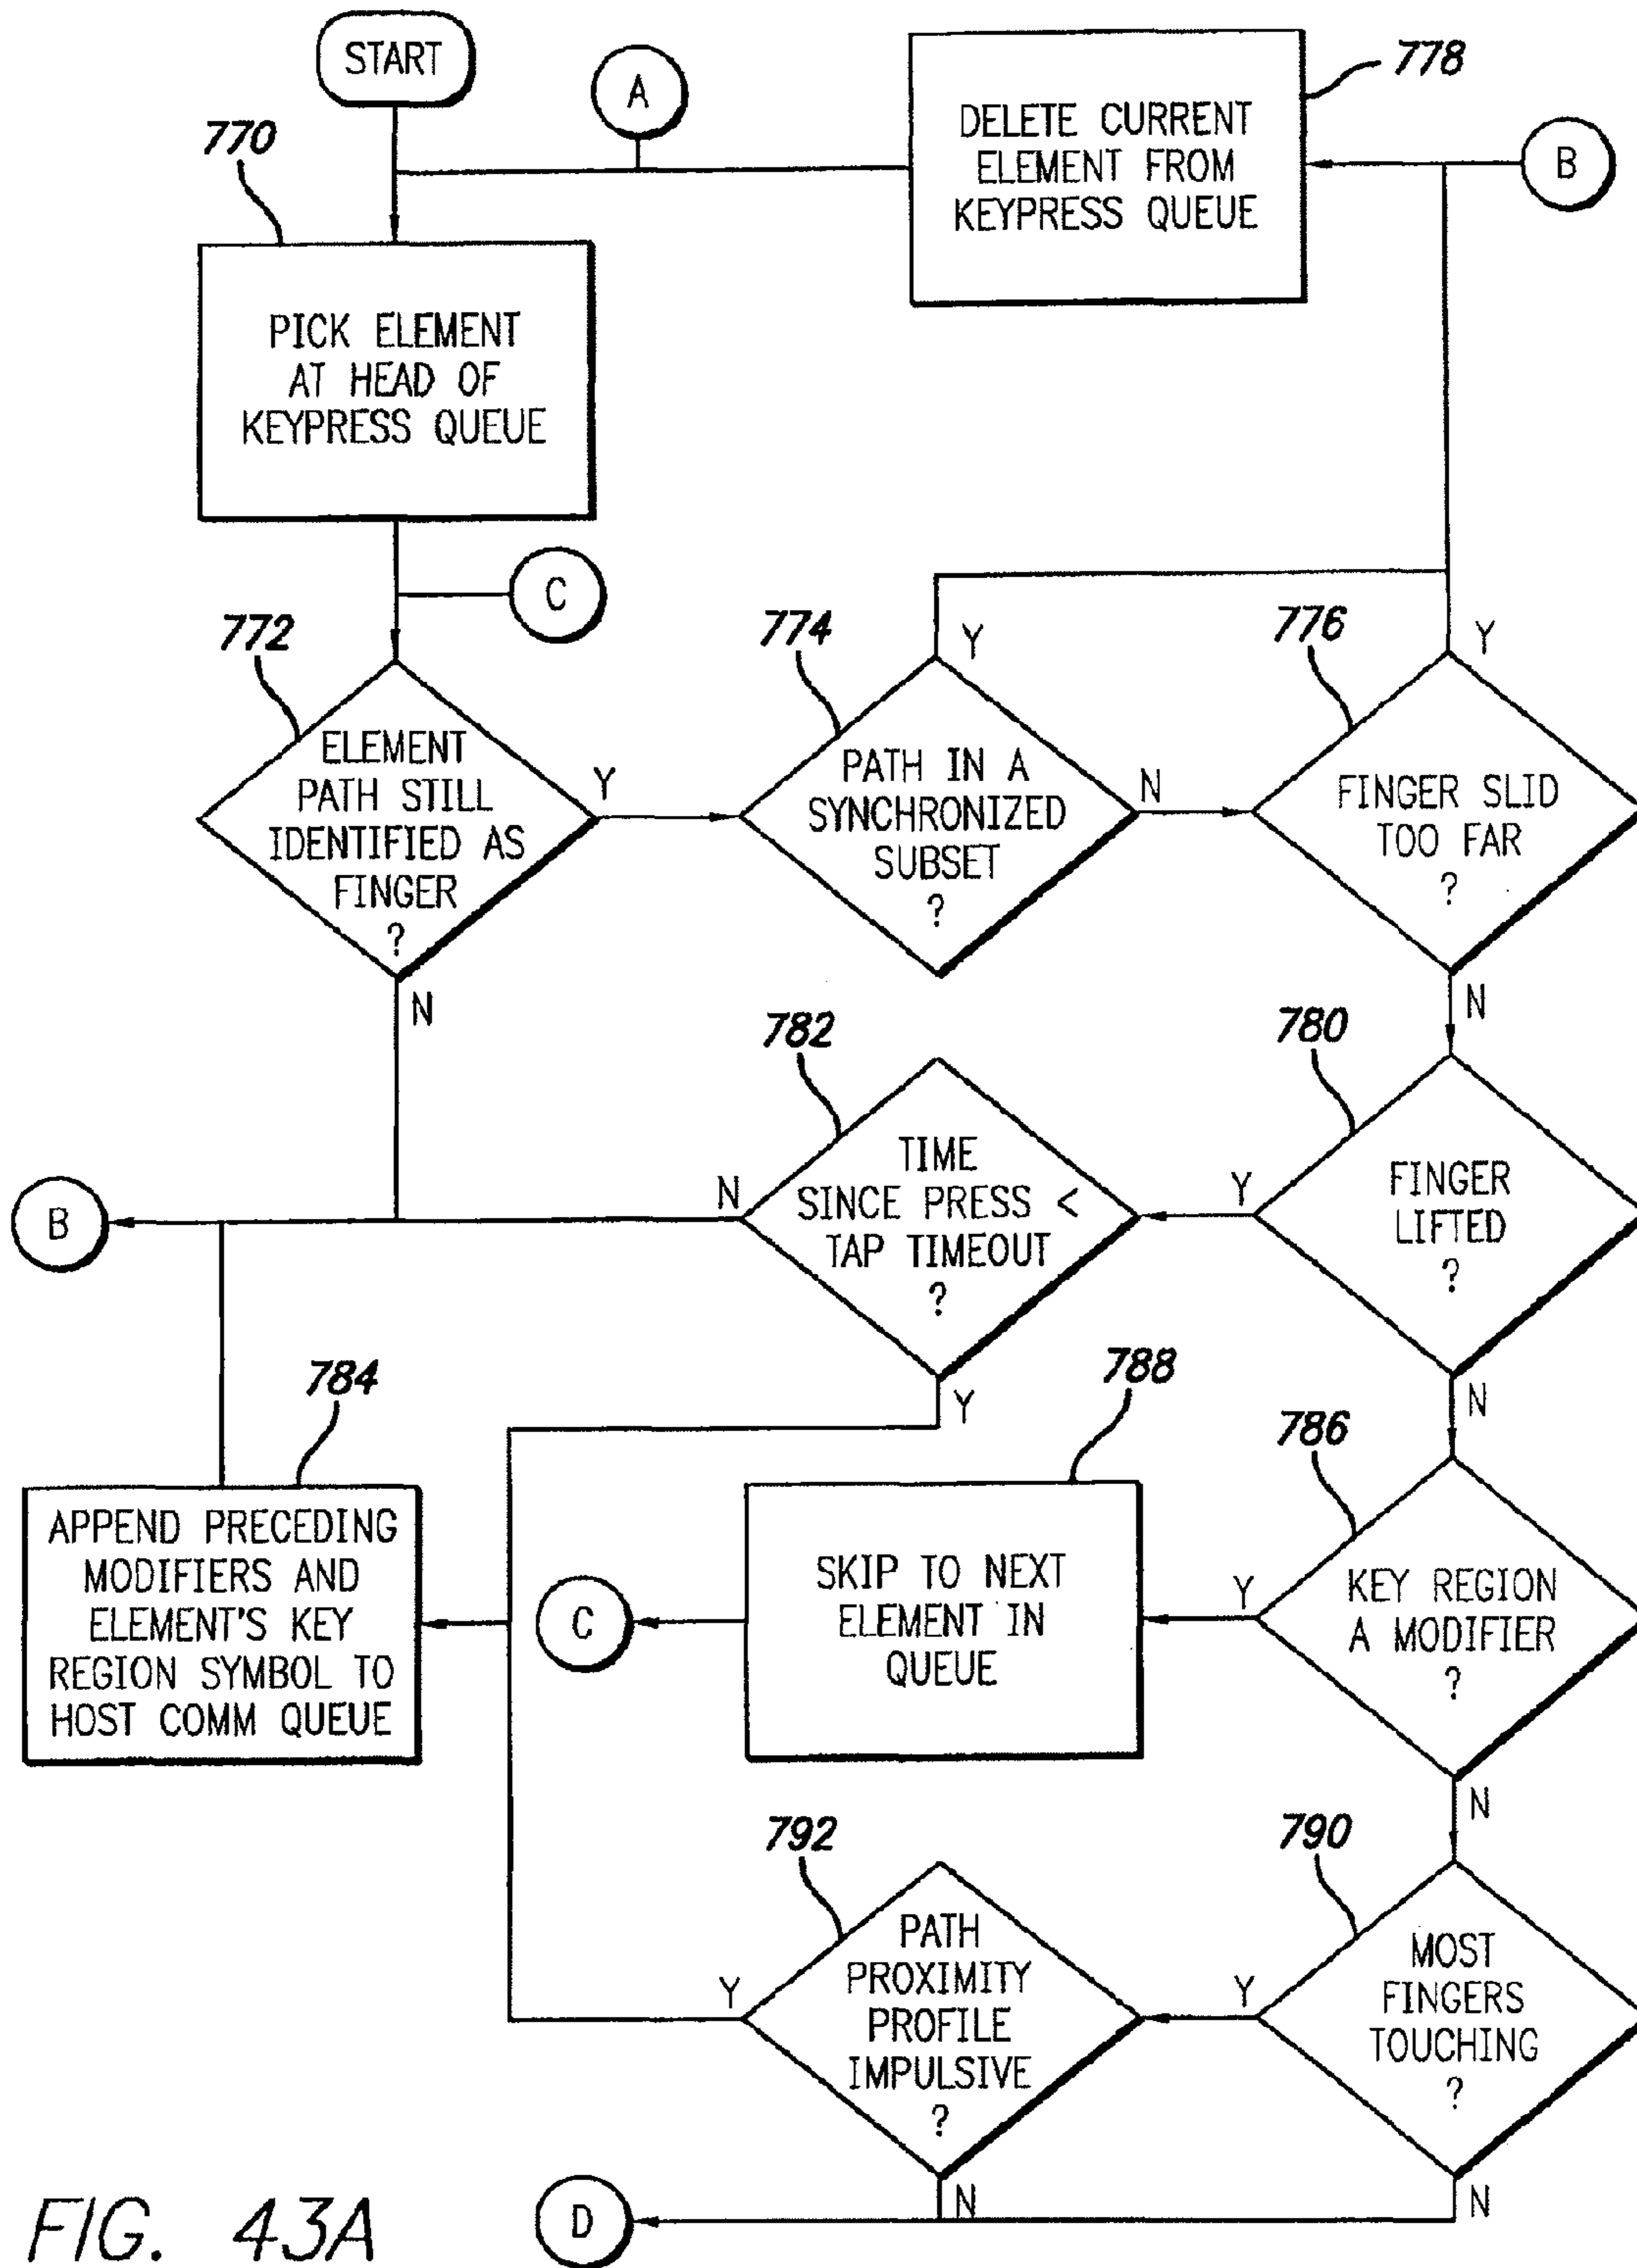 START
A
778
DELETE CURRENT
ELEMENT FROM
KEYPRESS QUEUE
B
770
PICK ELEMENT
AT HEAD OF
KEYPRESS QUEUE
C
772
ELEMENT
PATH STILL
IDENTIFIED AS
FINGER
?
Y
N
774
Y
PATH IN A
SYNCHRONIZED
SUBSET
?
N
776
Y
FINGER SLID
TOO FAR
?
N
780
FINGER
LIFTED
?
Y
N
782
TIME
SINCE PRESS <
TAP TIMEOUT
?
N
Y
B
784
APPEND PRECEDING
MODIFIERS AND
ELEMENT'S KEY
REGION SYMBOL TO
HOST COMM QUEUE
786
KEY REGION
A MODIFIER
?
Y
N
788
SKIP TO NEXT
ELEMENT IN
QUEUE
C
790
MOST
FINGERS
TOUCHING
?
Y
N
792
PATH
PROXIMITY
PROFILE
IMPULSIVE
?
Y
N
D
FIG. 43A